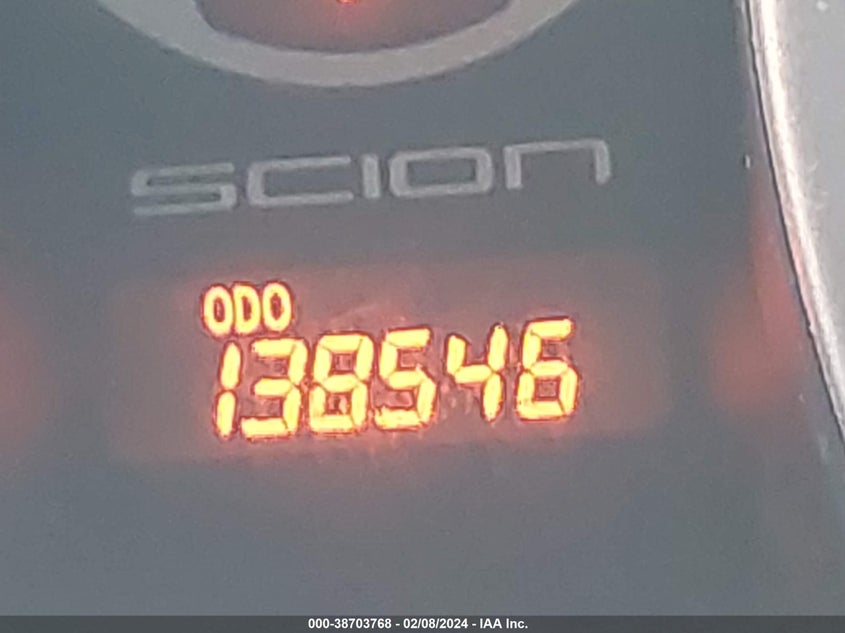 SCION
ODO
138546
000-38703768 - 02/08/2024 - IAA Inc.